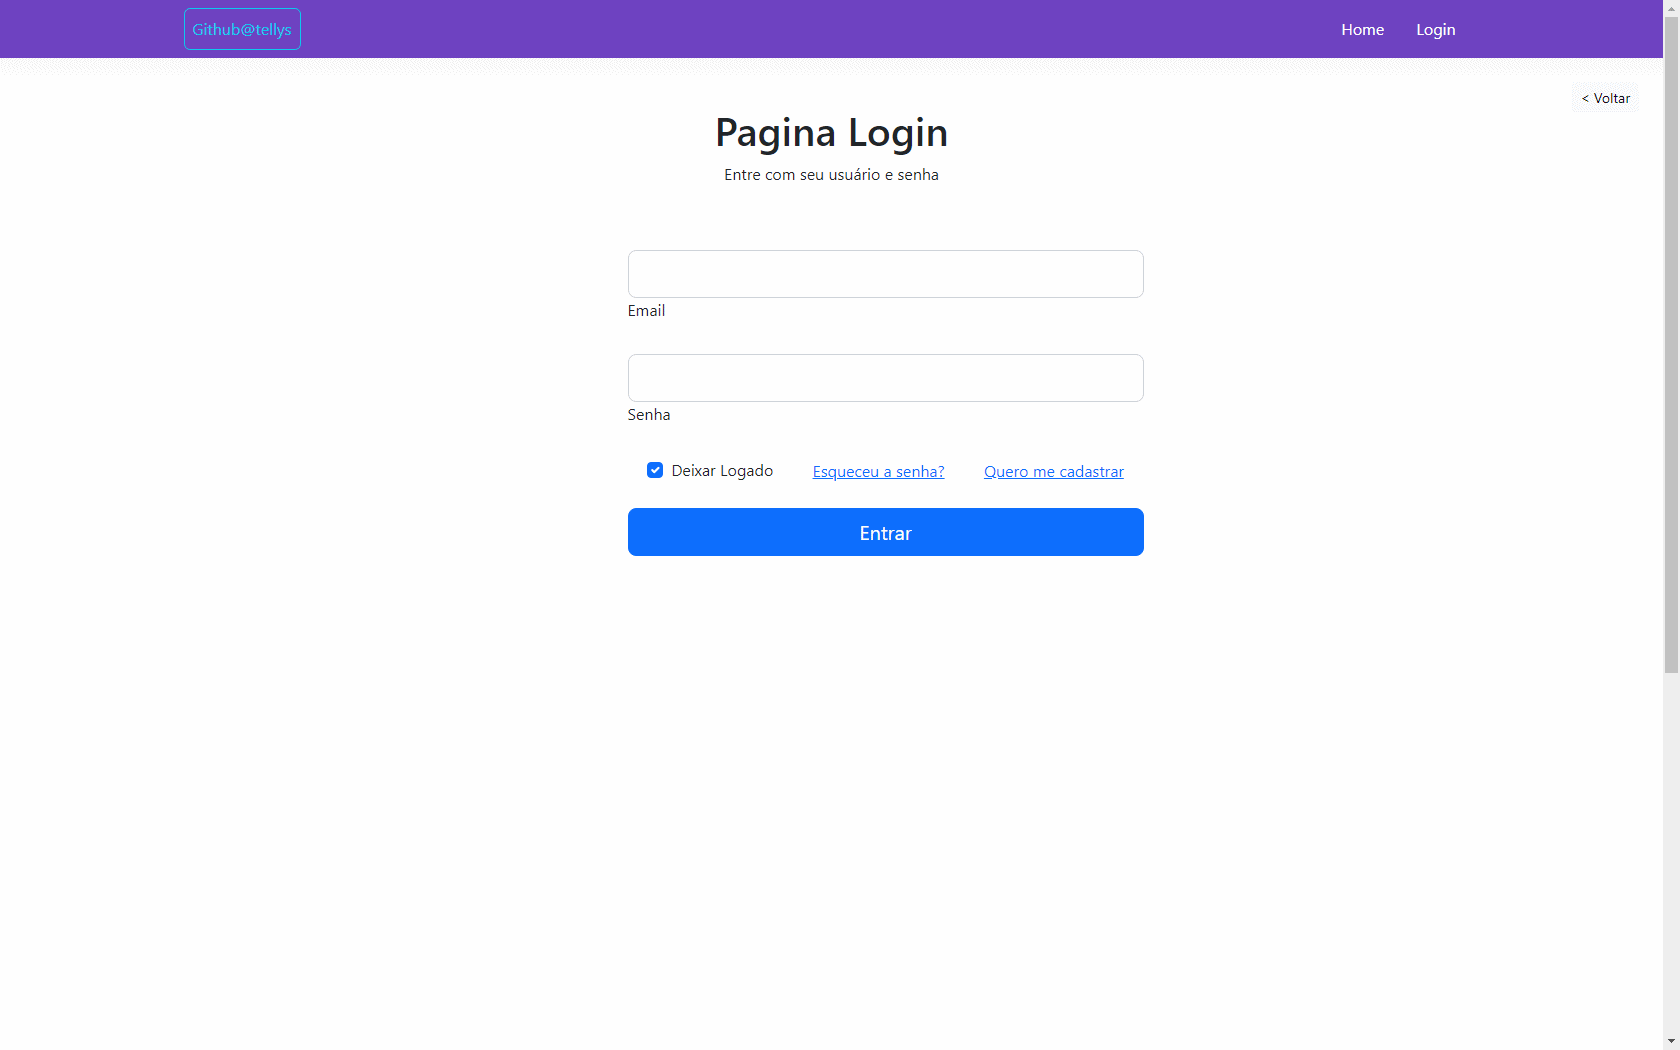 Github@tellys
Home
Login
< Voltar
Pagina Login
Entre com seu usuário e senha
Email
Senha
Deixar Logado
Esqueceu a senha?
Quero me cadastrar
Entrar